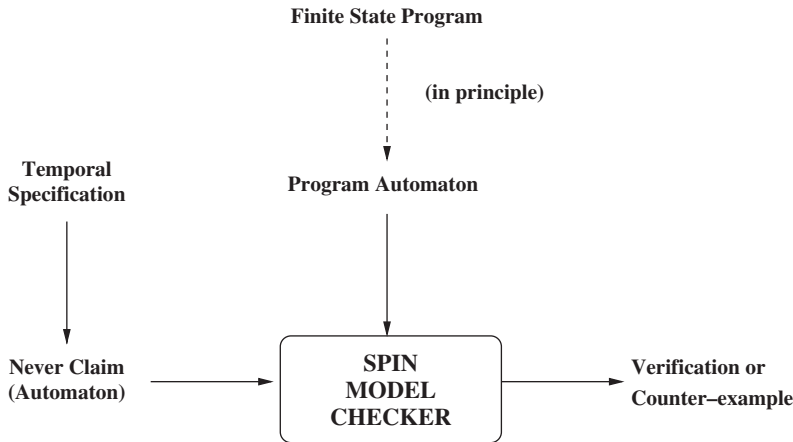 Finite State Program
(in principle)
Temporal
Specification
Program Automaton
Never Claim
(Automaton)
SPIN
MODEL
CHECKER
Verification or
Counter–example